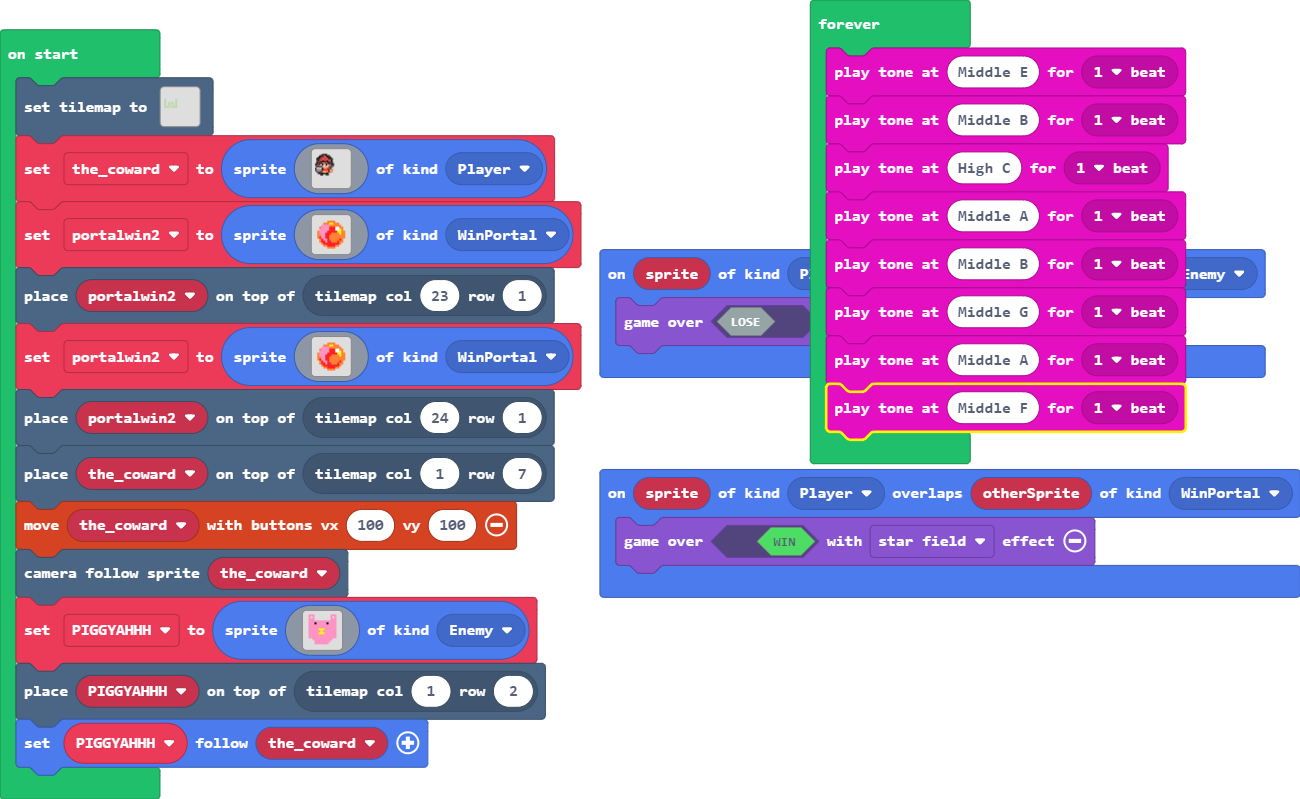 on start
set tilemap to
set the_coward to sprite of kind Player
set portalwin2 to sprite of kind WinPortal
place portalwin2 on top of tilemap col 23 row 1
set portalwin2 to sprite of kind WinPortal
place portalwin2 on top of tilemap col 24 row 1
place the_coward on top of tilemap col 1 row 7
move the_coward with buttons vx 100 vy 100
camera follow sprite the_coward
set PIGGYAHHH to sprite of kind Enemy
place PIGGYAHHH on top of tilemap col 1 row 2
set PIGGYAHHH follow the_coward
forever
play tone at Middle E for 1 beat
play tone at Middle B for 1 beat
play tone at High C for 1 beat
play tone at Middle A for 1 beat
play tone at Middle B for 1 beat
play tone at Middle G for 1 beat
play tone at Middle A for 1 beat
play tone at Middle F for 1 beat
on sprite of kind Enemy
game over LOSE
on sprite of kind Player overlaps otherSprite of kind WinPortal
game over WIN with star field effect